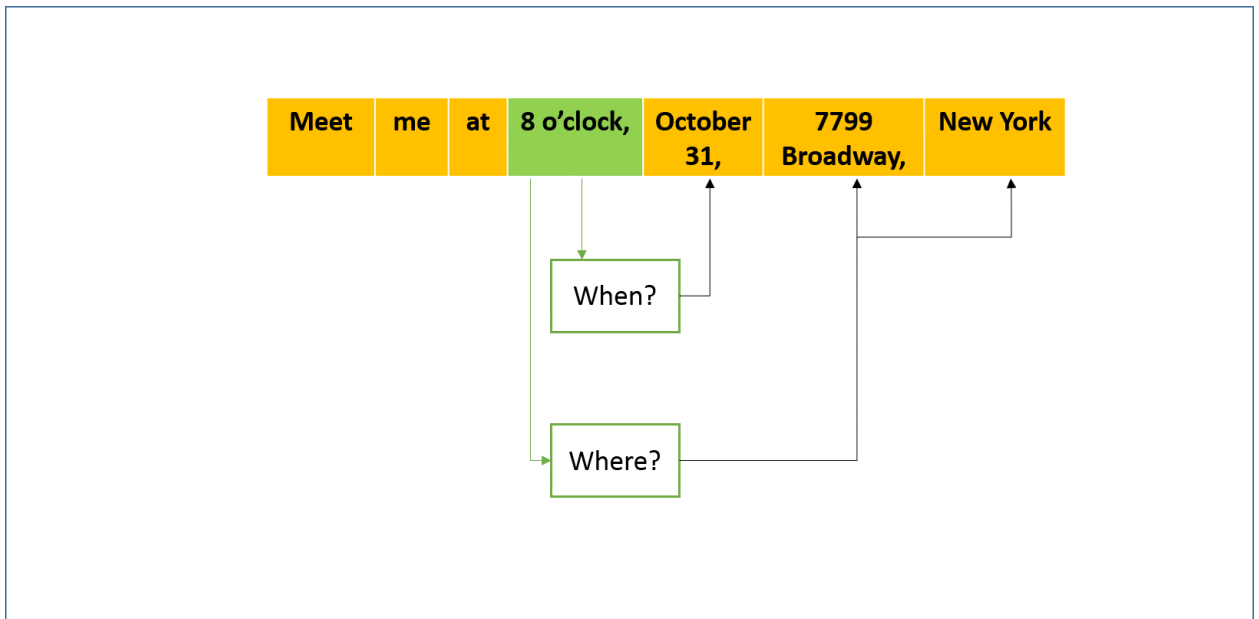 Meet me at 8 o’clock, October 7799 New York
31, Broadway,
When?
Where?